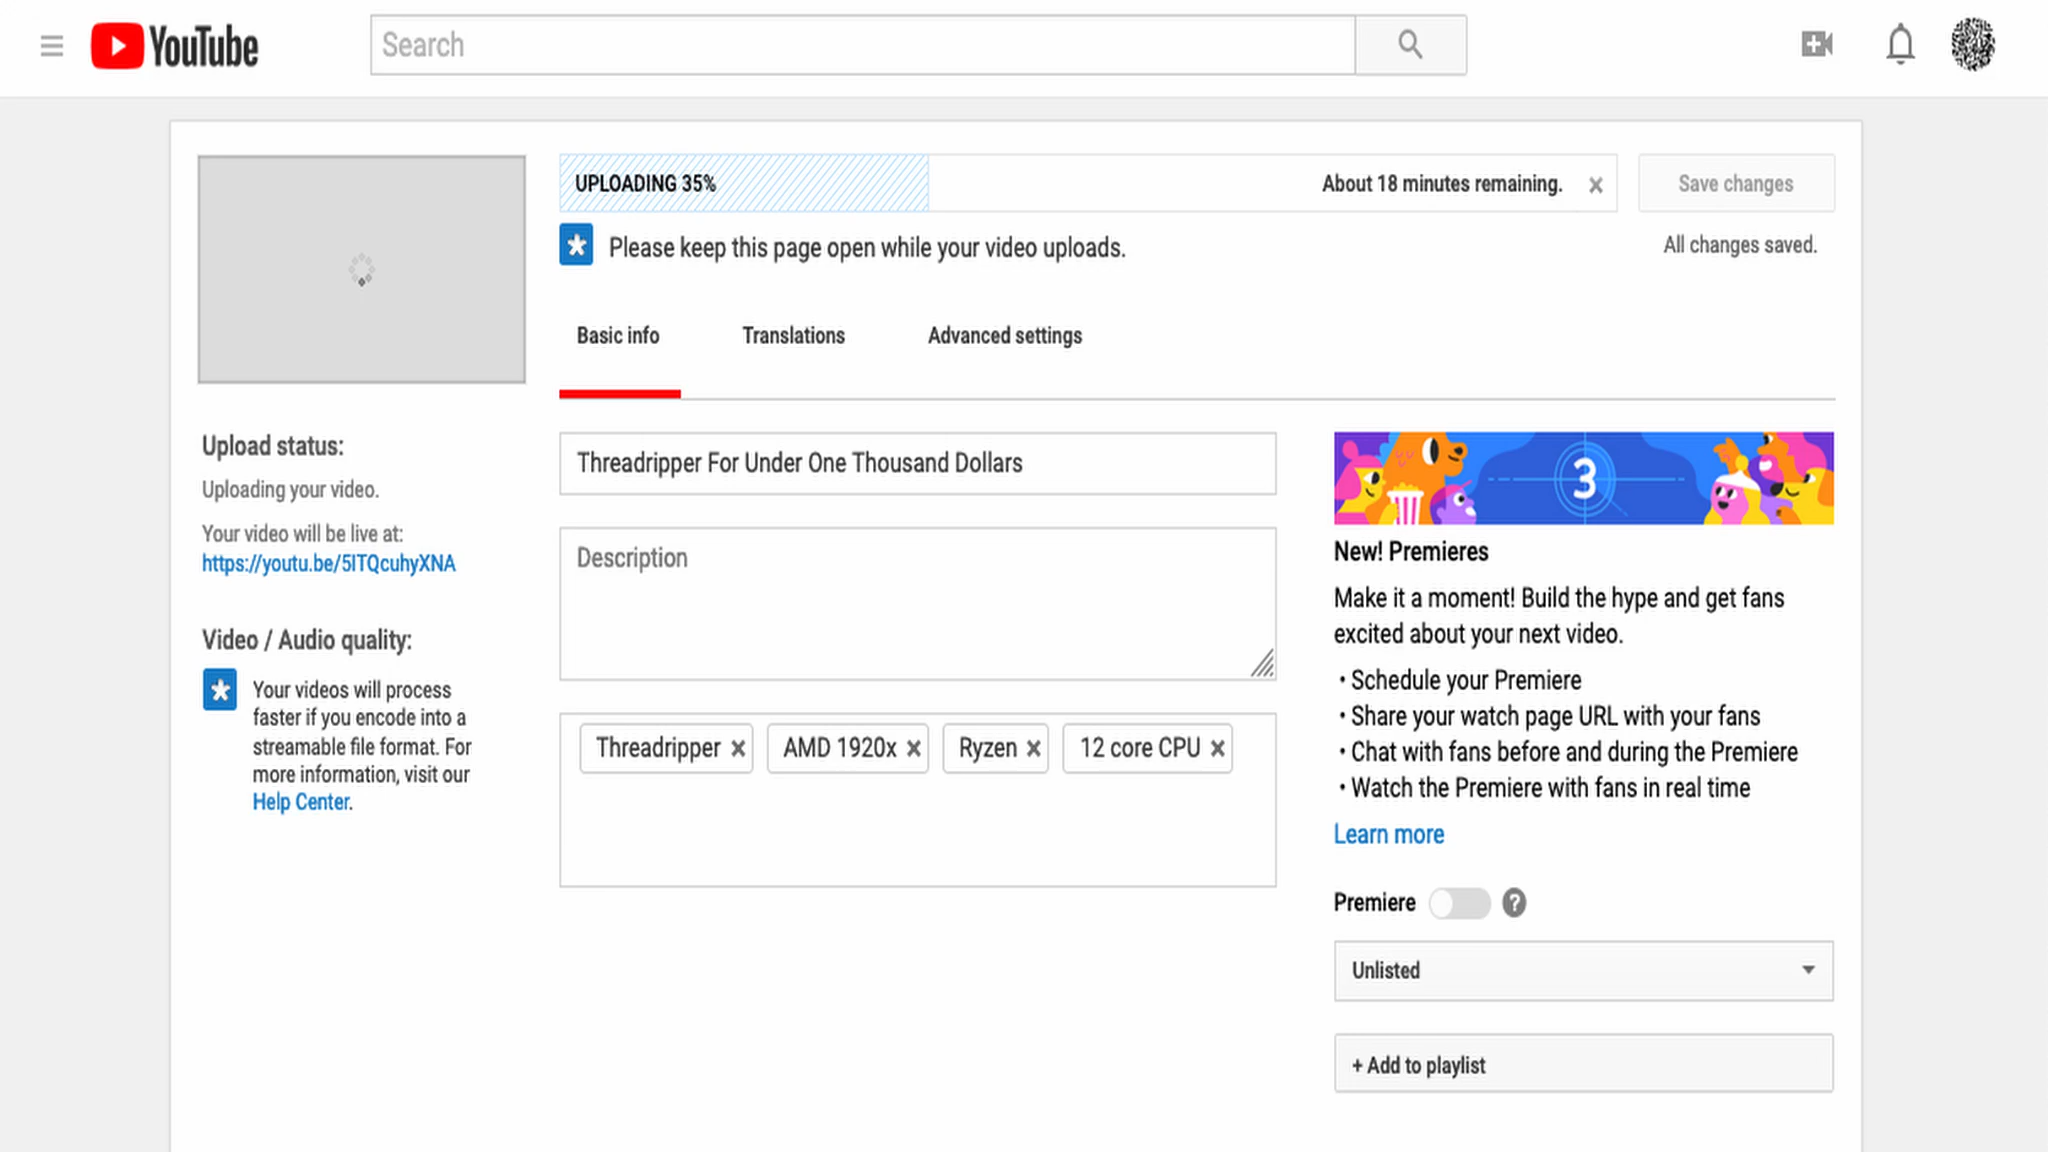 YouTube
Search
UPLOADING 35%
About 18 minutes remaining.
Save changes
Please keep this page open while your video uploads.
All changes saved.
Basic info
Translations
Advanced settings
Upload status:
Uploading your video.
Your video will be live at:
https://youtu.be/5ITQcuhyXNA
Video / Audio quality:
Your videos will process
faster if you encode into a
streamable file format. For
more information, visit our
Help Center.
Threadripper For Under One Thousand Dollars
Description
Threadripper
AMD 1920x
Ryzen
12 core CPU
3
New! Premieres
Make it a moment! Build the hype and get fans
excited about your next video.
• Schedule your Premiere
• Share your watch page URL with your fans
• Chat with fans before and during the Premiere
• Watch the Premiere with fans in real time
Learn more
Premiere ?
Unlisted
+ Add to playlist